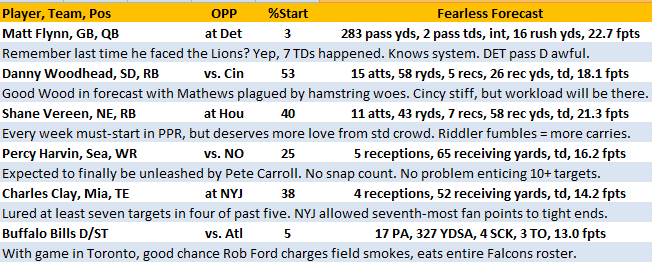 Player, Team, Pos OPP %Start Fearless Forecast
Matt Flynn, GB, QB at Det 3 283 pass yds, 2 pass tds, int, 16 rush yds, 22.7 fpts
Remember last time he faced the Lions? Yep, 7 TDs happened. Knows system. DET pass D awful.
Danny Woodhead, SD, RB vs. Cin 53 15 atts, 58 ryds, 5 recs, 26 rec yds, td, 18.1 fpts
Good Wood in forecast with Mathews plagued by hamstring woes. Cincy stiff, but workload will be there.
Shane Vereen, NE, RB at Hou 40 11 atts, 43 ryds, 7 recs, 58 rec yds, td, 21.3 fpts
Every week must-start in PPR, but deserves more love from std crowd. Riddler fumbles = more carries.
Percy Harvin, Sea, WR vs. NO 25 5 receptions, 65 receiving yards, td, 16.2 fpts
Expected to finally be unleashed by Pete Carroll. No snap count. No problem enticing 10+ targets.
Charles Clay, Mia, TE at NYJ 38 4 receptions, 52 receiving yards, td, 14.2 fpts
Lured at least seven targets in four of past five. NYJ allowed seventh-most fan points to tight ends.
Buffalo Bills D/ST vs. Atl 5 17 PA, 327 YDSA, 4 SCK, 3 TO, 13.0 fpts
With game in Toronto, good chance Rob Ford charges field smokes, eats entire Falcons roster.